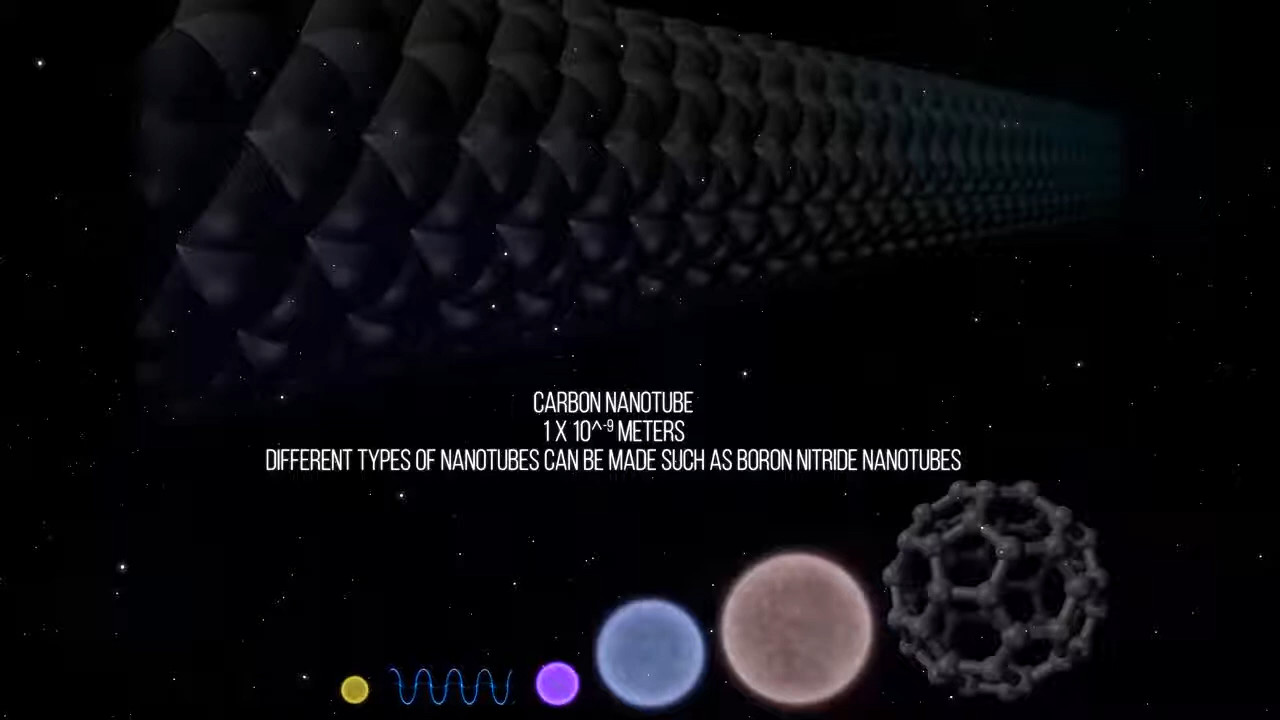 CARBON NANOTUBE
1 X 10^-9 METERS
DIFFERENT TYPES OF NANOTUBES CAN BE MADE SUCH AS BORON NITRIDE NANOTUBES